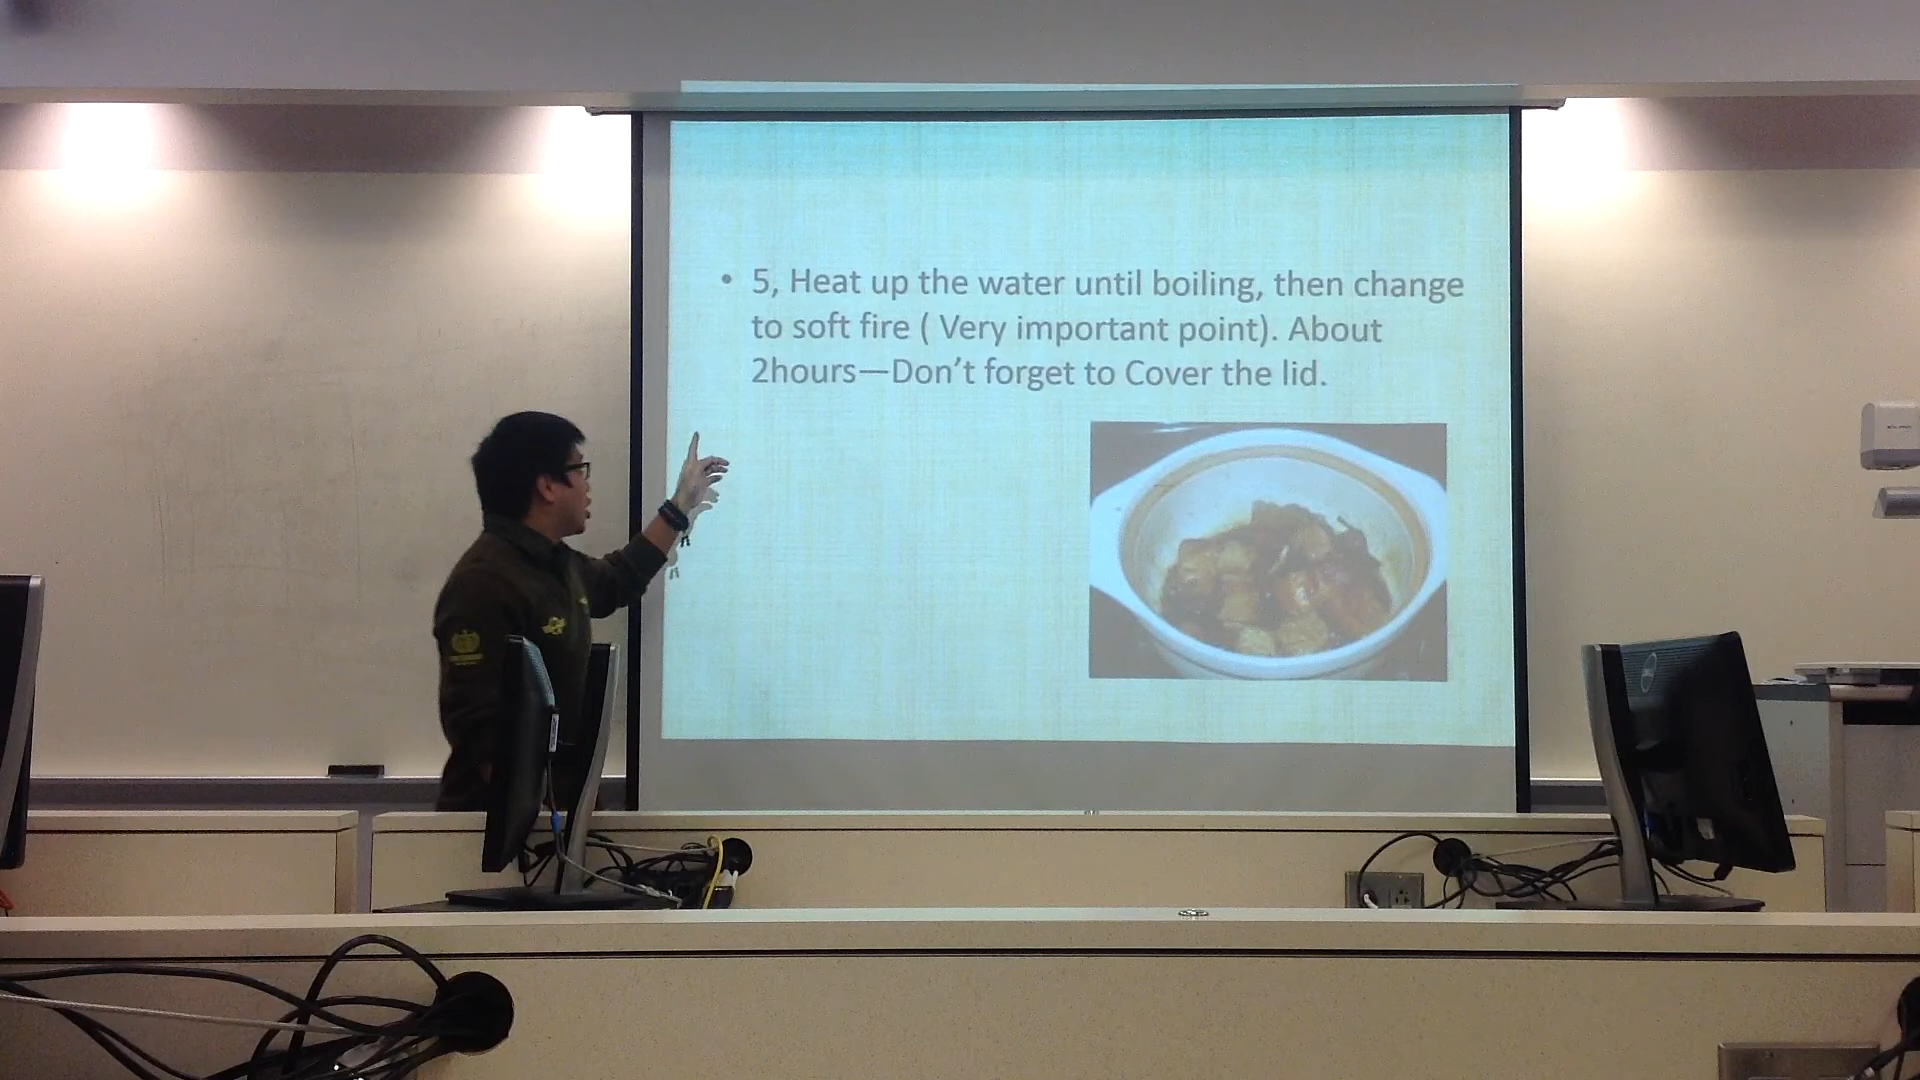 • 5, Heat up the water until boiling, then change
to soft fire ( Very important point). About
2hours—Don't forget to Cover the lid.